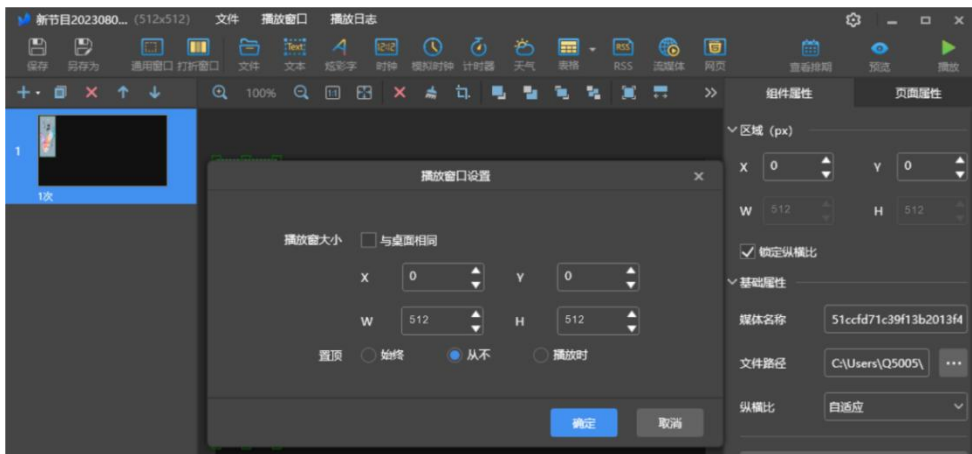 新节目2023080... (512x512) 文件 播放窗口 播放日志
保存 另存为 通用窗口 打折窗口 文件 文本 炫彩字 时钟 模拟时钟 计时器 天气 表格 RSS 流媒体 网页 查看排期 预览 播放
100% 组件属性 页面属性
区域 (px)
1
X 0 Y 0
1次
W 512 H 512
锁定纵横比
基础属性
媒体名称 51ccfd71c39f13b2013f4
文件路径 C:\Users\Q5005\ ...
纵横比 自适应
播放窗口设置
播放窗大小 与桌面相同
X 0 Y 0
W 512 H 512
置顶 始终 从不 播放时
确定 取消